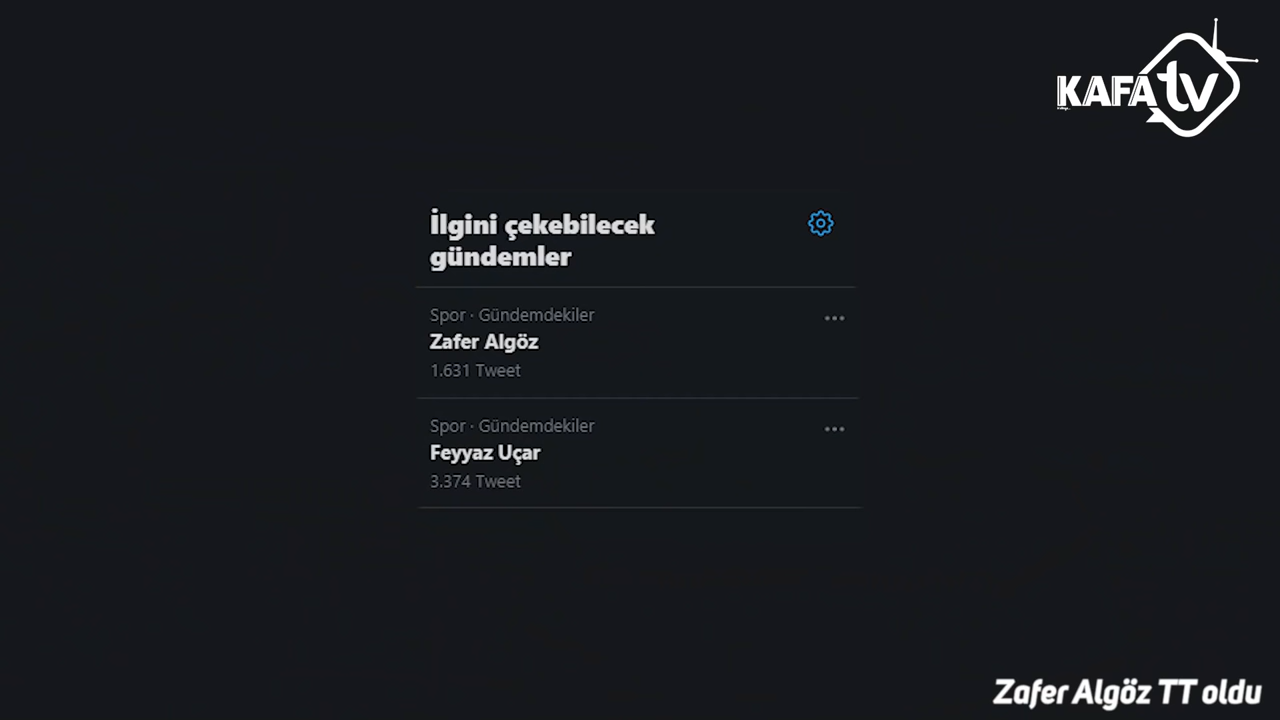 KAFA tv
İlgini çekebilecek
gündemler
Spor · Gündemdekiler
Zafer Algöz
1.631 Tweet
Spor · Gündemdekiler
Feyyaz Uçar
3.374 Tweet
Zafer Algöz TT oldu